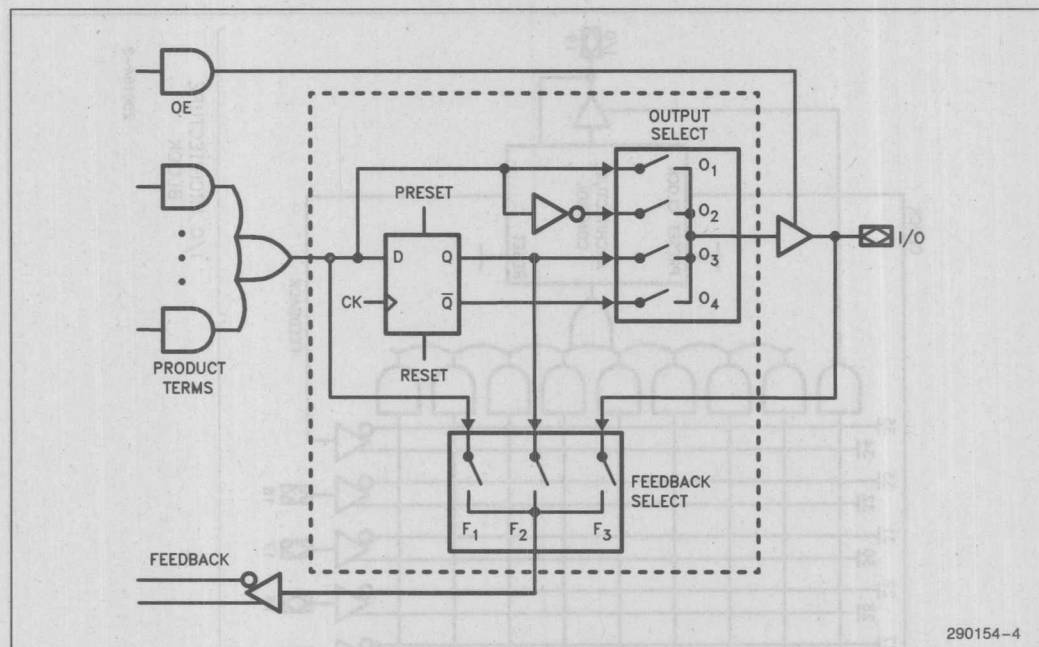 OE
OUTPUT
SELECT
O1
PRESET
O2
D Q
I/O
O3
CK
Q̅
O4
PRODUCT
TERMS
RESET
FEEDBACK
SELECT
F1 F2 F3
FEEDBACK
290154-4